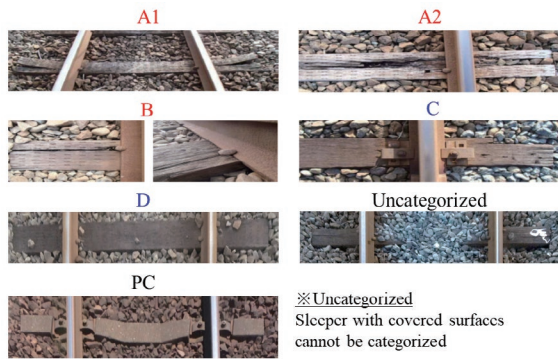 A1
A2
B
C
D
Uncategorized
PC
※Uncategorized
Sleeper with covered surfaces
cannot be categorized